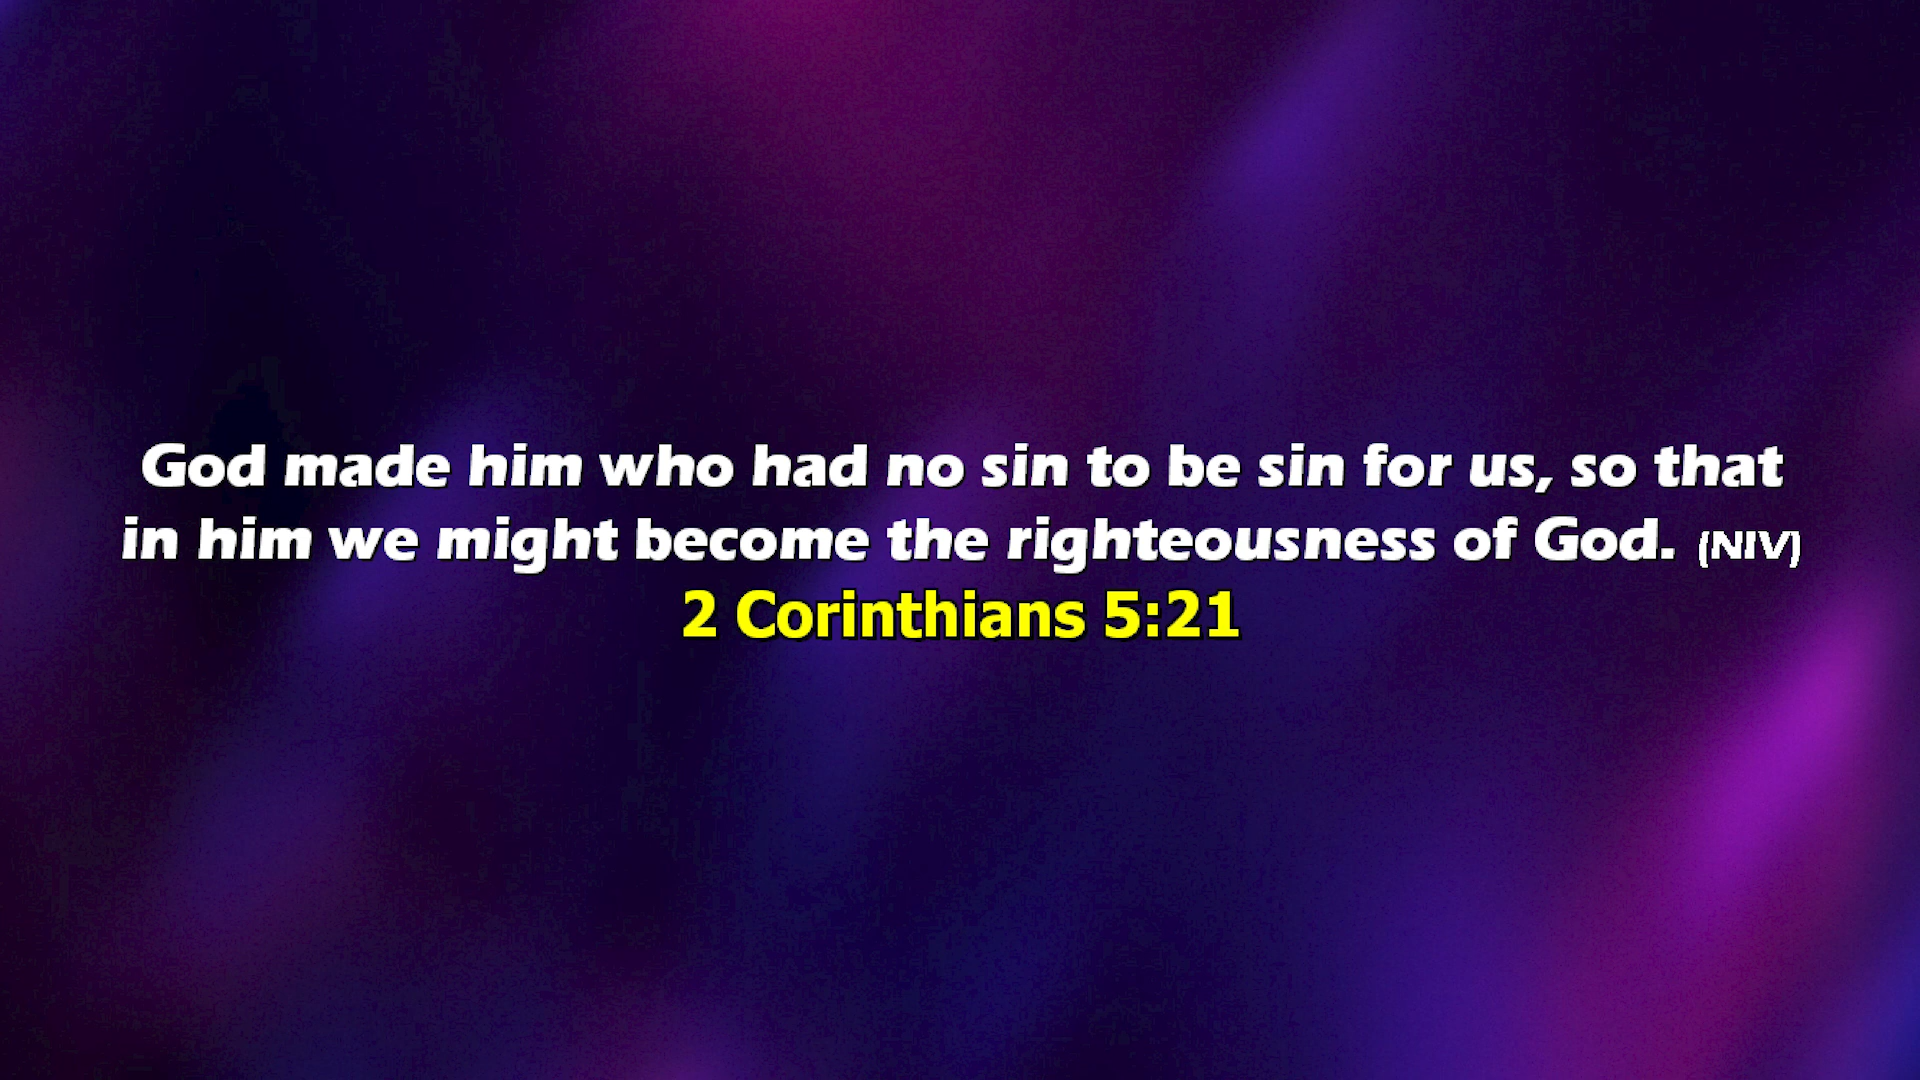 God made him who had no sin to be sin for us, so that
in him we might become the righteousness of God. (NIV)
2 Corinthians 5:21